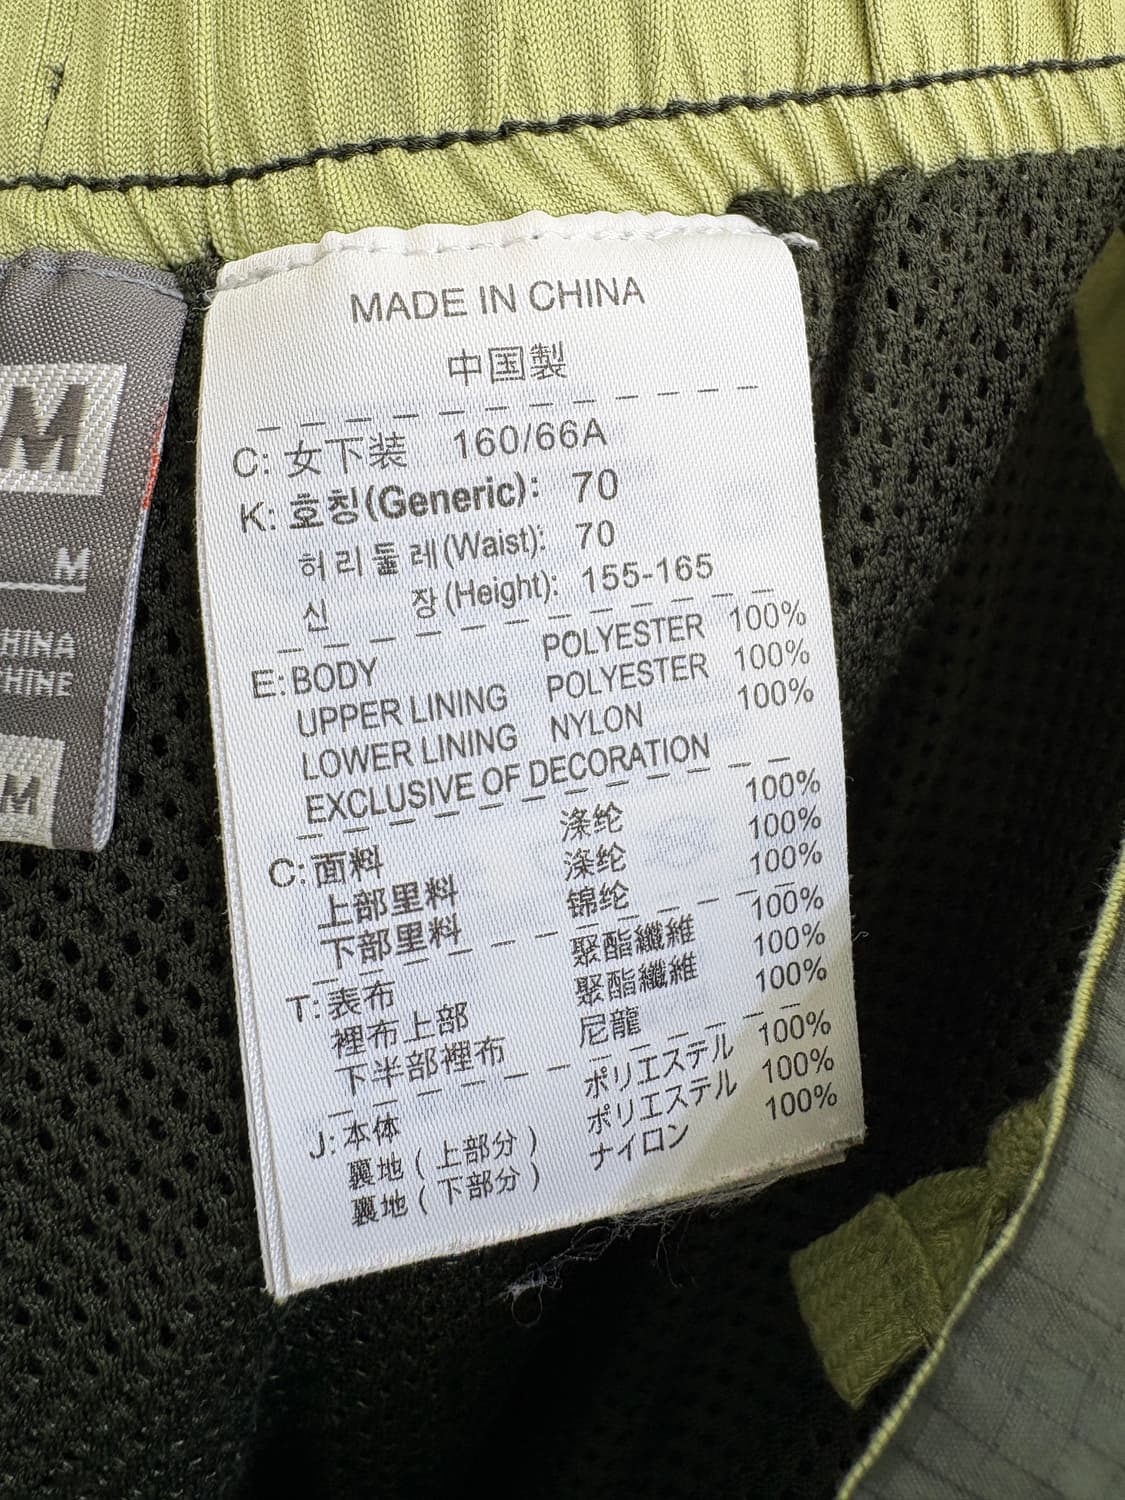 M
M
HINA
HINE
M
MADE IN CHINA
中国製
C: 女下装 160/66A
K: 호칭(Generic): 70
허리둘레(Waist): 70
신 장(Height): 155-165
E: BODY POLYESTER 100%
UPPER LINING POLYESTER 100%
LOWER LINING NYLON 100%
EXCLUSIVE OF DECORATION
C: 面料 涤纶 100%
上部里料 涤纶 100%
下部里料 锦纶 100%
T: 表布 聚酯纖維 100%
裡布上部 聚酯纖維 100%
下半部裡布 尼龍 100%
J: 本体 ポリエステル 100%
裏地(上部分) ポリエステル 100%
裏地(下部分) ナイロン 100%